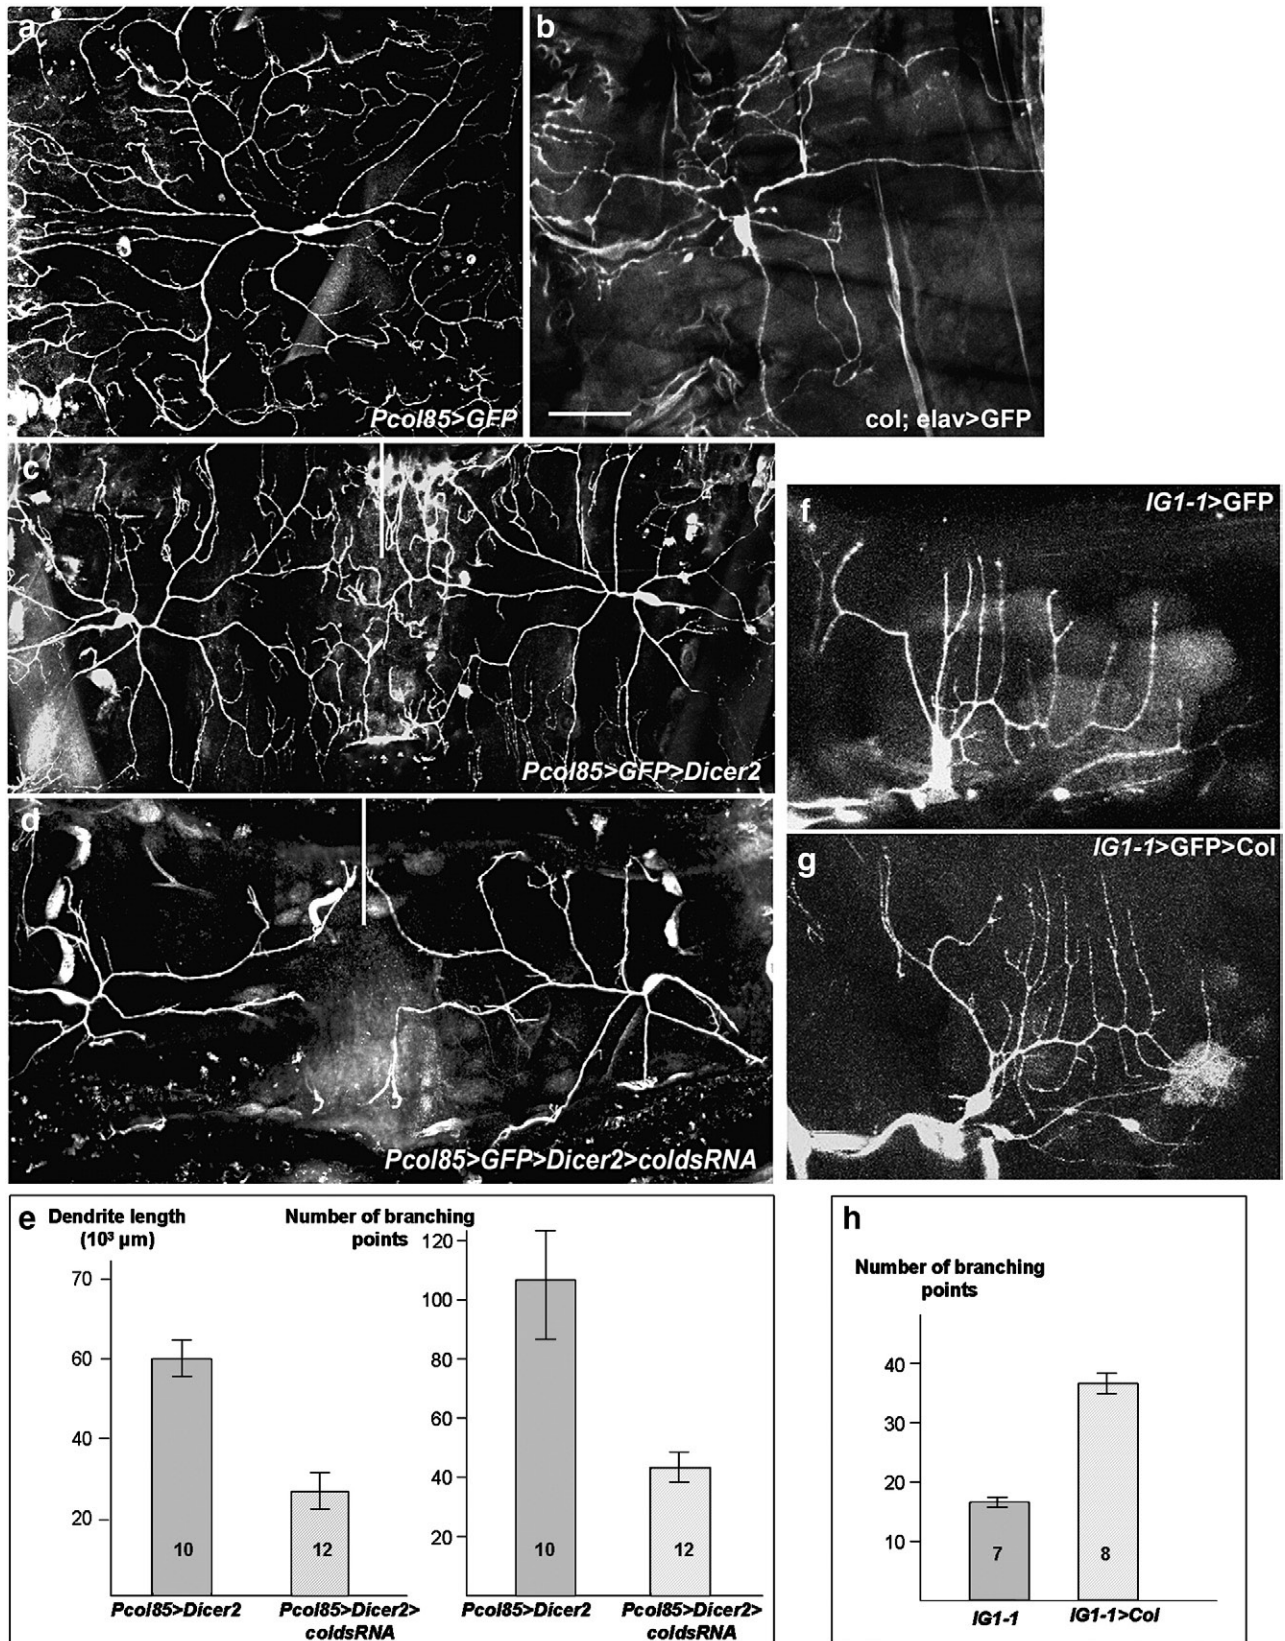 a
Pcol85>GFP
b
col; elav>GFP
c
Pcol85>GFP>Dicer2
d
Pcol85>GFP>Dicer2>coldsRNA
f
IG1-1>GFP
g
IG1-1>GFP>Col
e
Dendrite length
(10³ µm)
70
60
40
20
10
12
Pcol85>Dicer2
Pcol85>Dicer2>
coldsRNA
Number of branching
points
120
100
80
60
40
20
10
12
Pcol85>Dicer2
Pcol85>Dicer2>
coldsRNA
h
Number of branching
points
40
30
20
10
7
8
IG1-1
IG1-1>Col